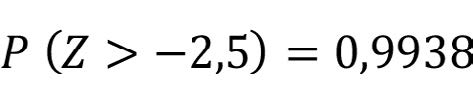 P (Z > −2,5) = 0,9938